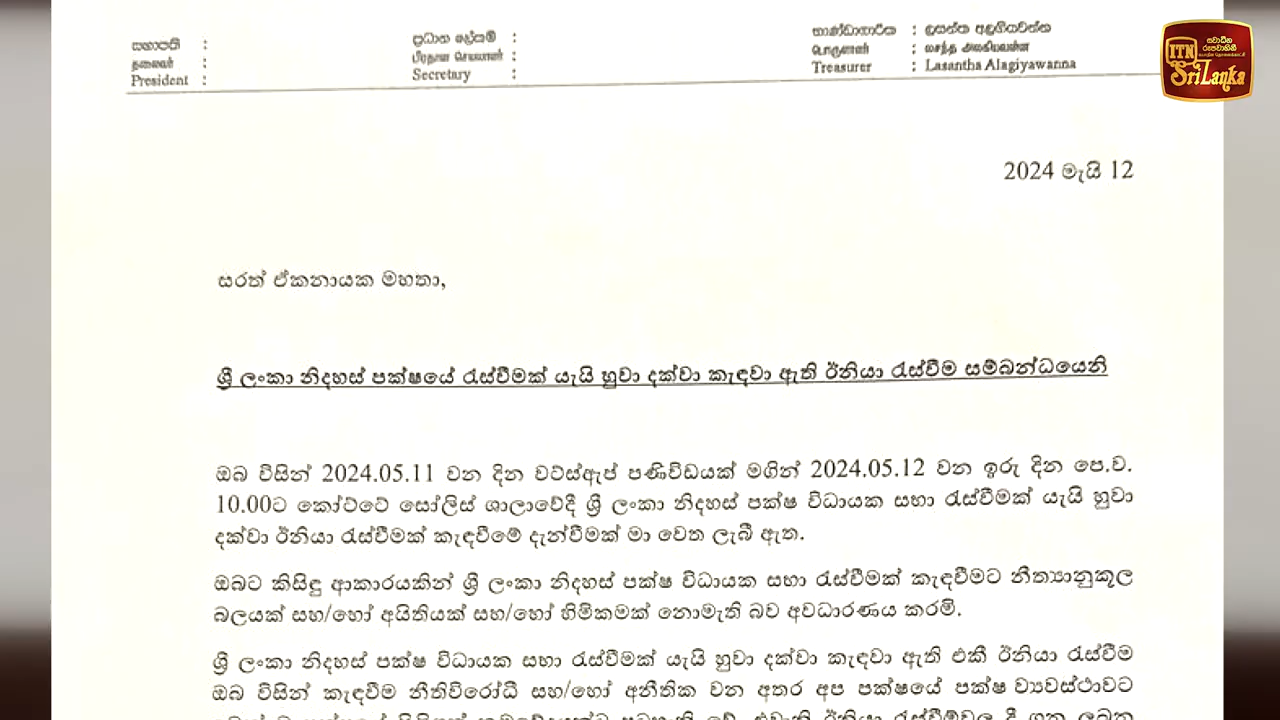 සභාපති :
தலைவர் :
President :
ප්‍රධාන ලේකම් :
பிரதான செயலாளர் :
Secretary :
භාණ්ඩාගාරික : ලසන්ත අලගියවන්න
பொருளாளர் : லசந்த அலகியவன்ன
Treasurer : Lasantha Alagiyawanna
ITN
SriLanka
2024 මැයි 12
සරත් ඒකනායක මහතා,
ශ්‍රී ලංකා නිදහස් පක්ෂයේ රැස්වීමක් යැයි හුවා දක්වා කැඳවා ඇති ඊනියා රැස්වීම සම්බන්ධයෙනි
ඔබ විසින් 2024.05.11 වන දින වට්ස්ඇප් පණිවිඩයක් මගින් 2024.05.12 වන ඉරු දින පෙ.ව.
10.00ට කෝට්ටේ සෝලිස් ශාලාවේදී ශ්‍රී ලංකා නිදහස් පක්ෂ විධායක සභා රැස්වීමක් යැයි හුවා
දක්වා ඊනියා රැස්වීමක් කැඳවීමේ දැන්වීමක් මා වෙත ලැබී ඇත.
ඔබට කිසිඳු ආකාරයකින් ශ්‍රී ලංකා නිදහස් පක්ෂ විධායක සභා රැස්වීමක් කැඳවීමට නීත්‍යානුකූල
බලයක් සහ/හෝ අයිතියක් සහ/හෝ හිමිකමක් නොමැති බව අවධාරණය කරමි.
ශ්‍රී ලංකා නිදහස් පක්ෂ විධායක සභා රැස්වීමක් යැයි හුවා දක්වා කැඳවා ඇති එකී ඊනියා රැස්වීම
ඔබ විසින් කැඳවීම නීතිවිරෝධී සහ/හෝ අනීතික වන අතර අප පක්ෂයේ පක්ෂ ව්‍යවස්ථාවට